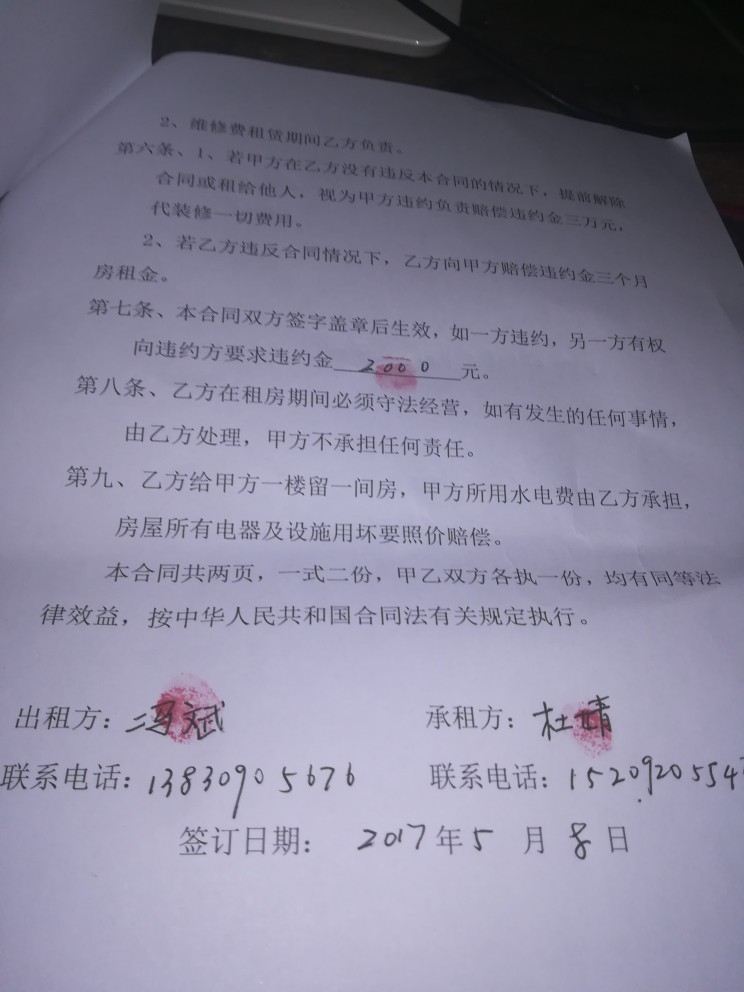 2、维修费租赁期间乙方负责。
第六条、1、若甲方在乙方没有违反本合同的情况下，提前解除
合同或租给他人，视为甲方违约负责赔偿违约金三万元，
代装修一切费用。
2、若乙方违反合同情况下，乙方向甲方赔偿违约金三个月
房租金。
第七条、本合同双方签字盖章后生效，如一方违约，另一方有权
向违约方要求违约金 2000 元。
第八条、乙方在租房期间必须守法经营，如有发生的任何事情，
由乙方处理，甲方不承担任何责任。
第九、乙方给甲方一楼留一间房，甲方所用水电费由乙方承担，
房屋所有电器及设施用坏要照价赔偿。
本合同共两页，一式二份，甲乙双方各执一份，均有同等法
律效益，按中华人民共和国合同法有关规定执行。
出租方：冯斌 承租方：杜婧
联系电话：13830905676 联系电话：1520920554
签订日期： 2017年5 月 8 日